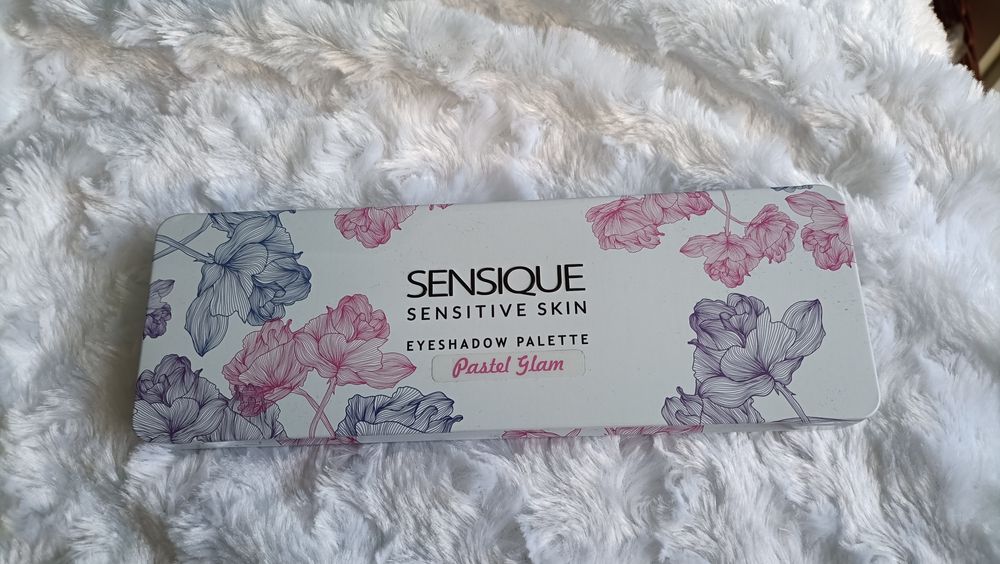 SENSIQUE
SENSITIVE SKIN
EYESHADOW PALETTE
Pastel Glam